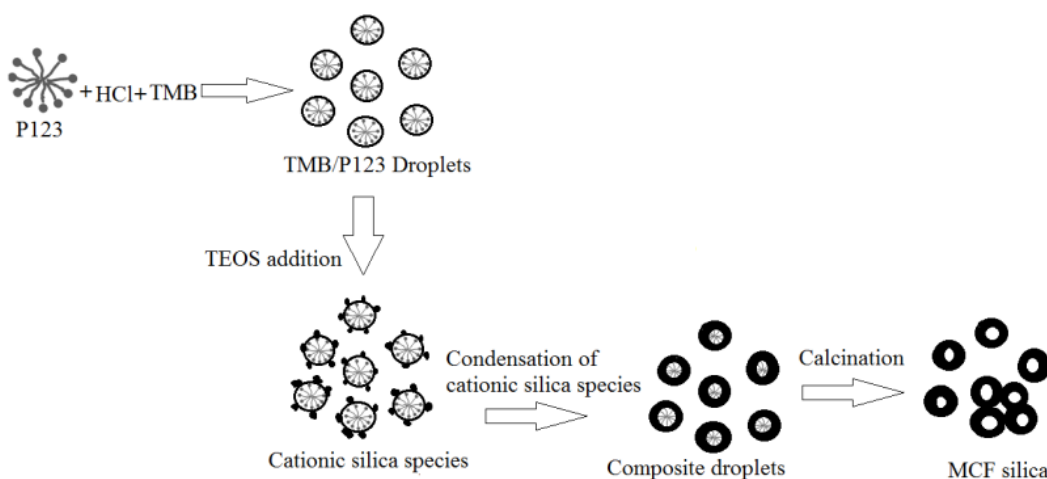 + HCl+ TMB
P123
TMB/P123 Droplets
TEOS addition
Condensation of
cationic silica species
Calcination
Cationic silica species
Composite droplets
MCF silica